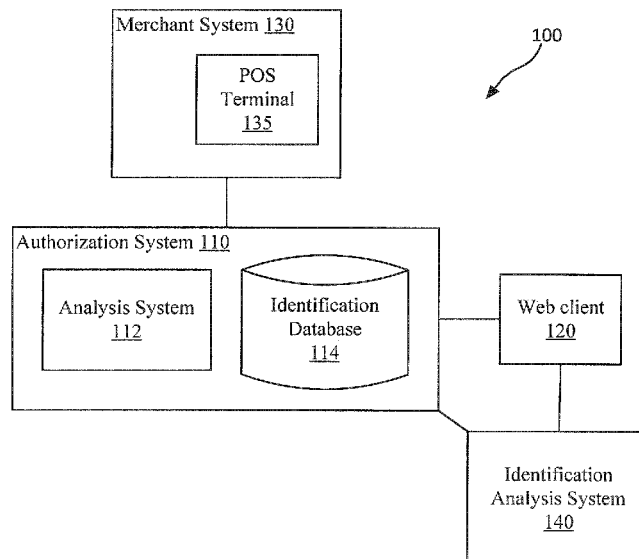 Merchant System 130
100
POS
Terminal
135
Authorization System 110
Analysis System
112
Identification
Database
114
Web client
120
Identification
Analysis System
140